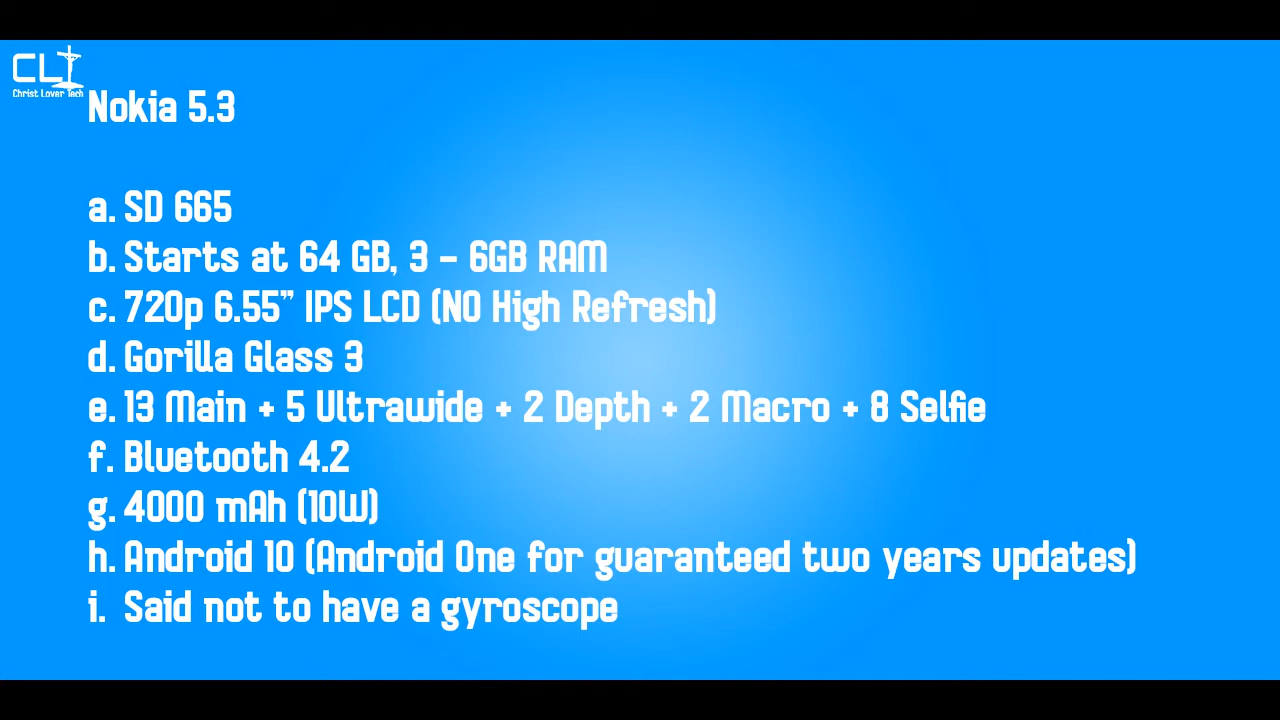 CLT
Christ Lover Tech
Nokia 5.3
a. SD 665
b. Starts at 64 GB, 3 – 6GB RAM
c. 720p 6.55” IPS LCD (NO High Refresh)
d. Gorilla Glass 3
e. 13 Main + 5 Ultrawide + 2 Depth + 2 Macro + 8 Selfie
f. Bluetooth 4.2
g. 4000 mAh (10W)
h. Android 10 (Android One for guaranteed two years updates)
i. Said not to have a gyroscope